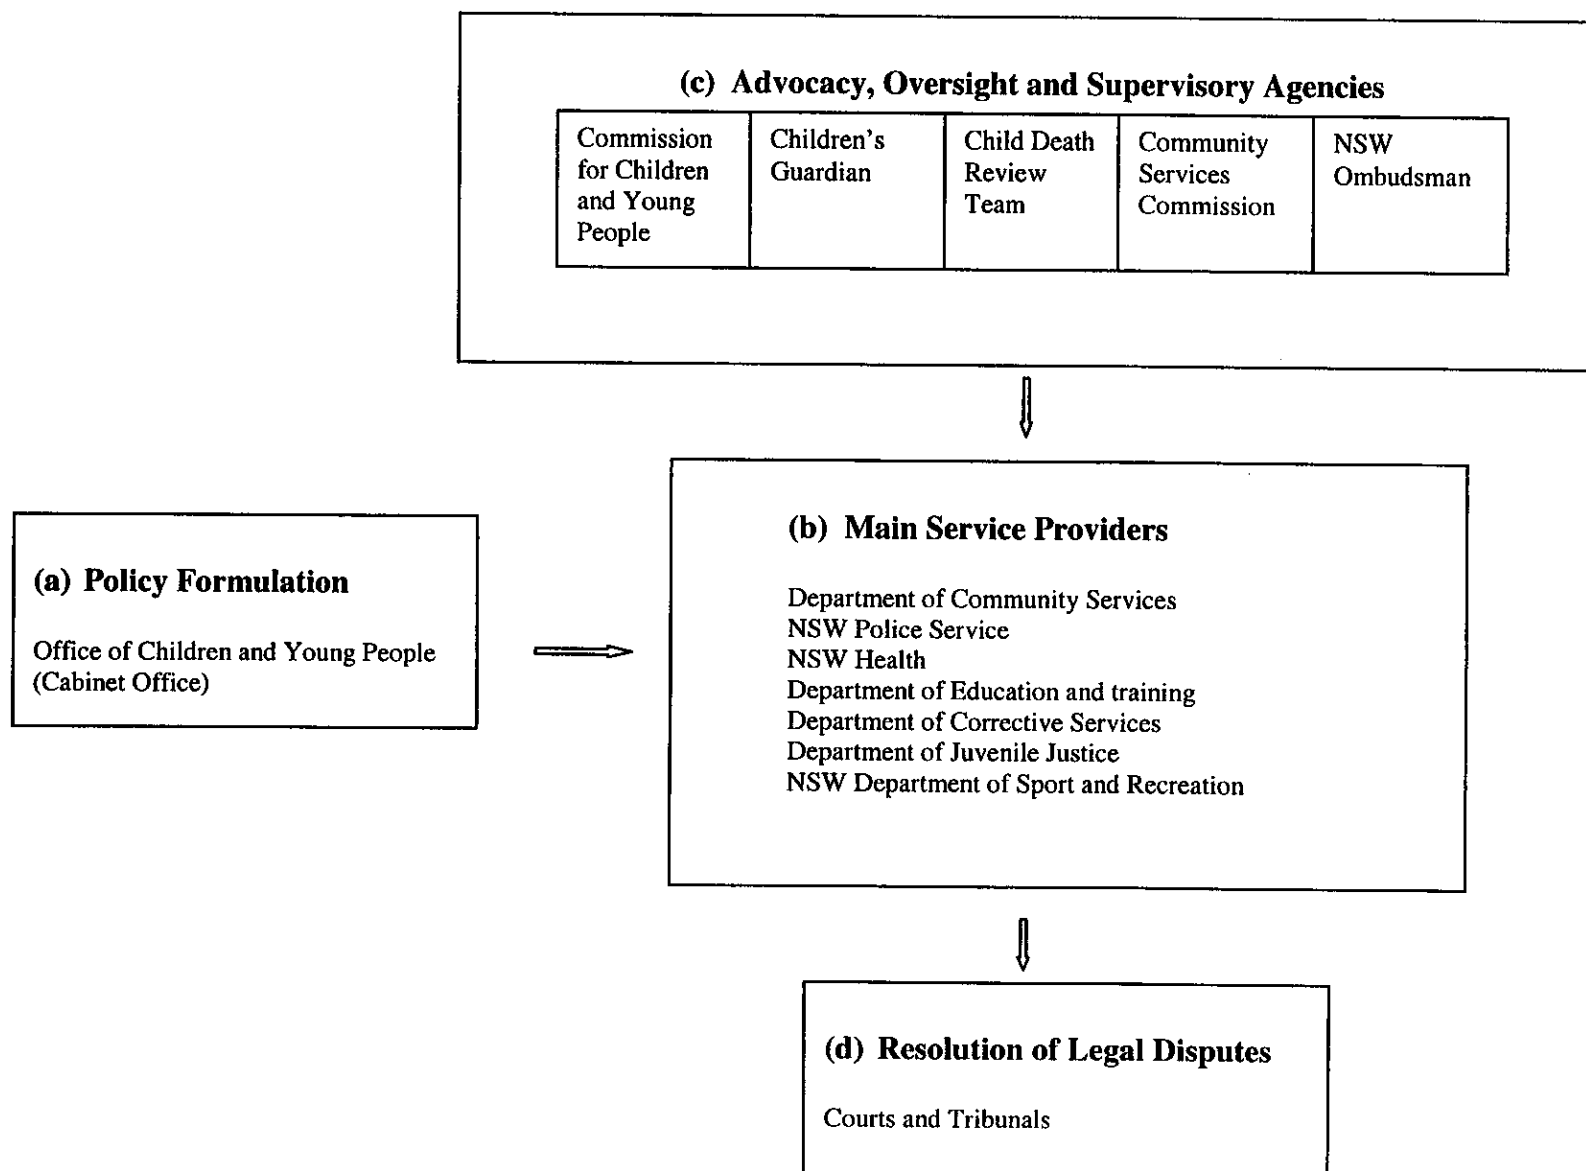 (c) Advocacy, Oversight and Supervisory Agencies
Commission
for Children
and Young
People
Children's
Guardian
Child Death
Review
Team
Community
Services
Commission
NSW
Ombudsman
(b) Main Service Providers
Department of Community Services
NSW Police Service
NSW Health
Department of Education and training
Department of Corrective Services
Department of Juvenile Justice
NSW Department of Sport and Recreation
(a) Policy Formulation
Office of Children and Young People
(Cabinet Office)
(d) Resolution of Legal Disputes
Courts and Tribunals